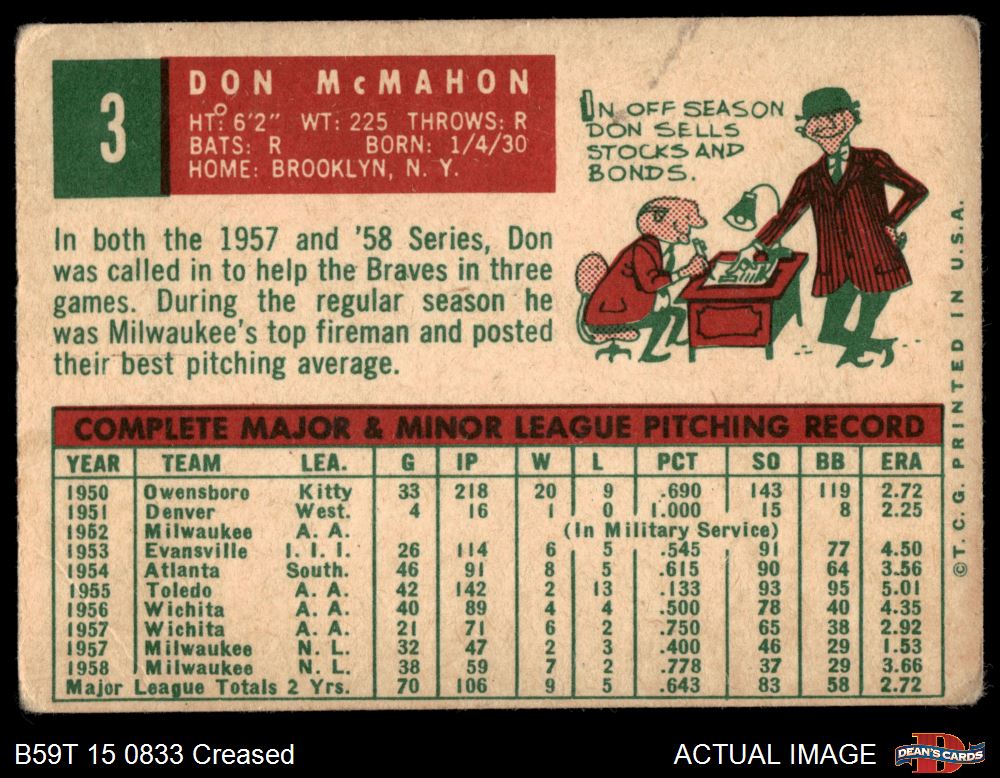 3
DON McMAHON
HT: 6'2" WT: 225 THROWS: R
BATS: R BORN: 1/4/30
HOME: BROOKLYN, N. Y.
IN OFF SEASON
DON SELLS
STOCKS AND
BONDS.
In both the 1957 and '58 Series, Don
was called in to help the Braves in three
games. During the regular season he
was Milwaukee's top fireman and posted
their best pitching average.
COMPLETE MAJOR & MINOR LEAGUE PITCHING RECORD
YEAR TEAM LEA. G IP W L PCT SO BB ERA
1950 Owensboro Kitty 33 218 20 9 .690 143 119 2.72
1951 Denver West. 4 16 1 0 1.000 15 8 2.25
1952 Milwaukee A. A. (In Military Service)
1953 Evansville I. I. I. 26 114 6 5 .545 91 77 4.50
1954 Atlanta South. 46 91 8 5 .615 90 64 3.56
1955 Toledo A. A. 42 142 2 13 .133 93 95 5.01
1956 Wichita A. A. 40 89 4 4 .500 78 40 4.35
1957 Wichita A. A. 21 71 6 2 .750 65 38 2.92
1957 Milwaukee N. L. 32 47 2 3 .400 46 29 1.53
1958 Milwaukee N. L. 38 59 7 2 .778 37 29 3.66
Major League Totals 2 Yrs. 70 106 9 5 .643 83 58 2.72
© T. C. G. PRINTED IN U.S.A.
B59T 15 0833 Creased
ACTUAL IMAGE
DEAN'S CARDS